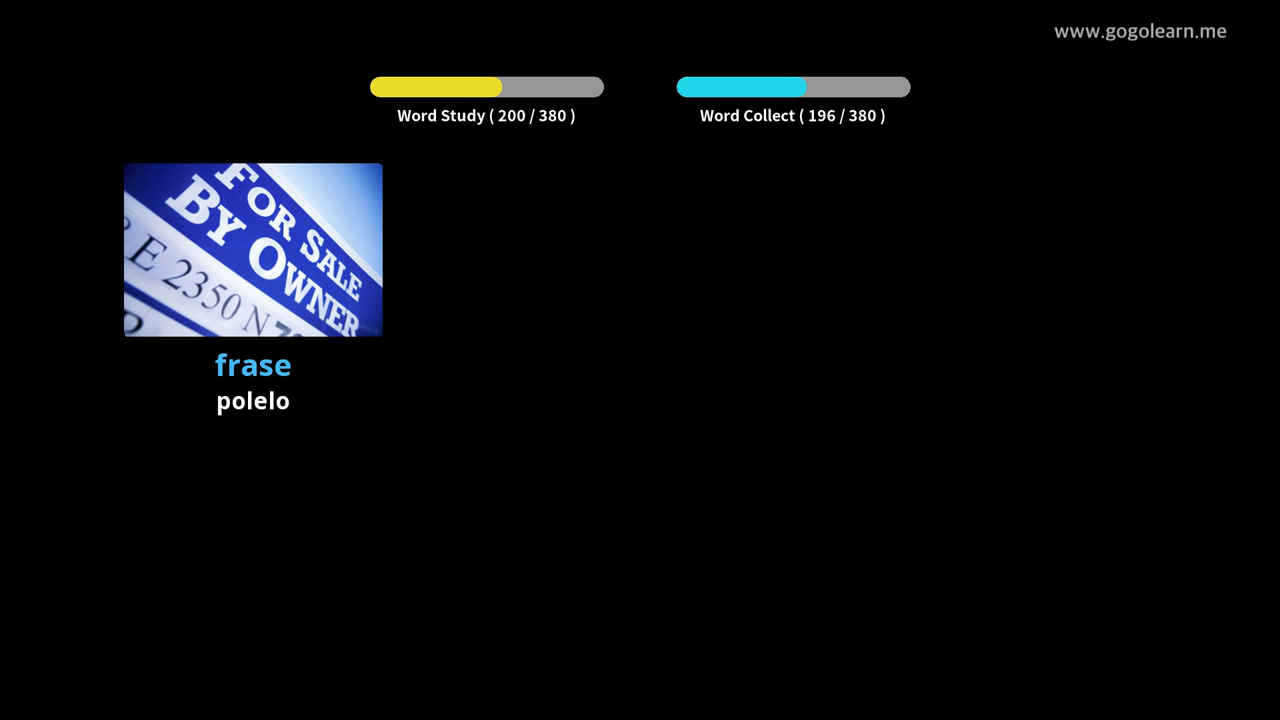 www.gogolearn.me
Word Study ( 200 / 380 )
Word Collect ( 196 / 380 )
FOR SALE
BY OWNER
E 2350 N
frase
polelo